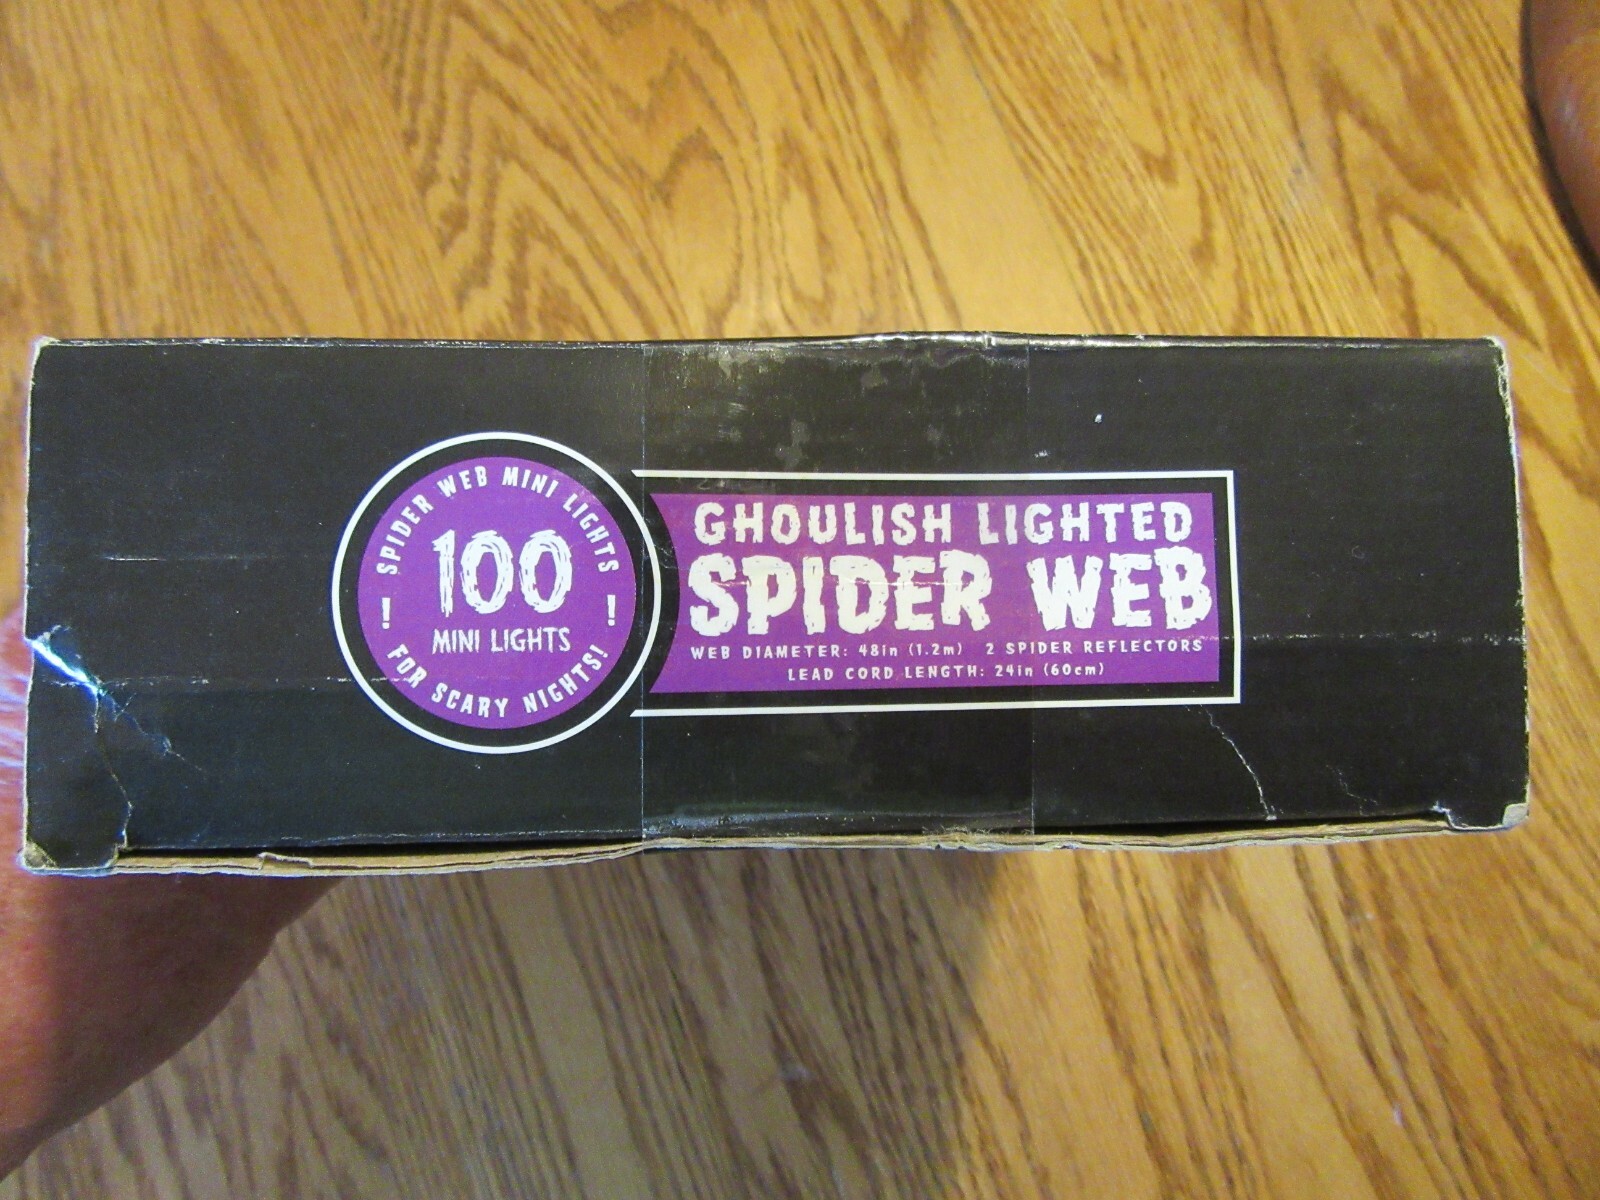 SPIDER WEB MINI LIGHTS
100
MINI LIGHTS
! !
FOR SCARY NIGHTS!
GHOULISH LIGHTED
SPIDER WEB
WEB DIAMETER: 48in (1.2m) 2 SPIDER REFLECTORS
LEAD CORD LENGTH: 24in (60cm)